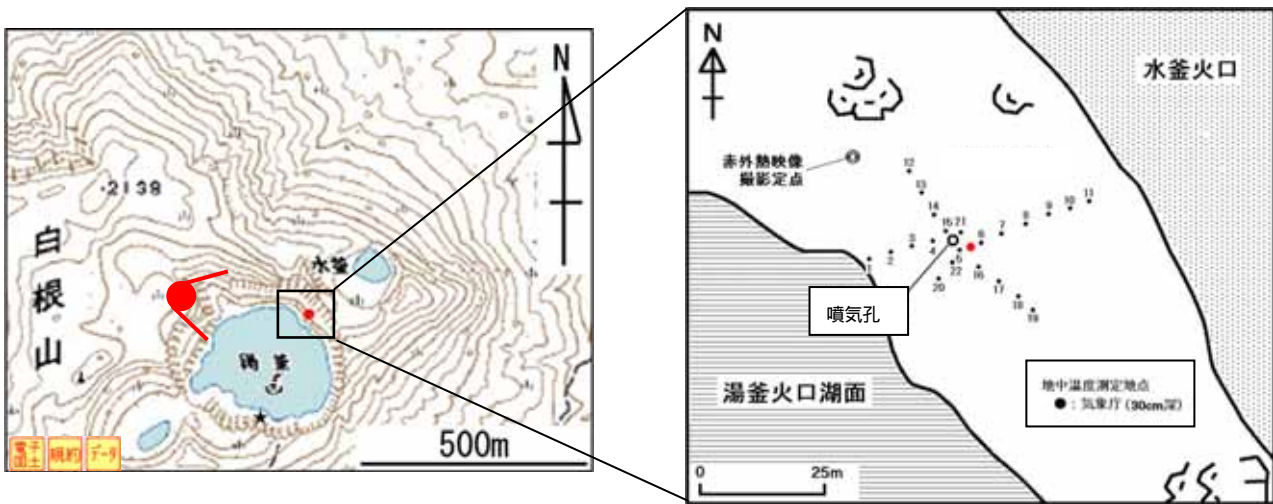 N
2138
白根山
水釜
湯釜
500m
電子国土
規約
データ
N
水釜火口
赤外熱映像
撮影定点
12
13
14
15
21
11
10
9
8
7
6
3
4
5
2
1
22
16
20
17
18
19
噴気孔
湯釜火口湖面
地中温度測定地点
●：気象庁（30cm深）
0
25m